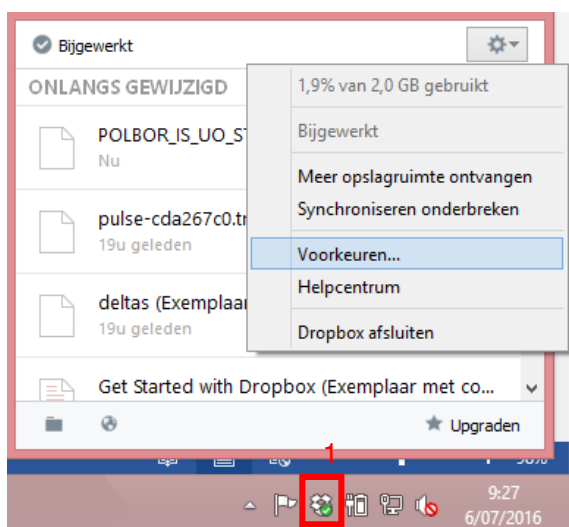 Bijgewerkt
ONLANGS GEWIJZIGD
1,9% van 2,0 GB gebruikt
Bijgewerkt
Meer opslagruimte ontvangen
Synchroniseren onderbreken
Voorkeuren...
Helpcentrum
Dropbox afsluiten
POLBOR_IS_UO_ST
Nu
pulse-cda267c0.tr
19u geleden
deltas (Exemplaar
19u geleden
Get Started with Dropbox (Exemplaar met co...
Upgraden
1
9:27
6/07/2016